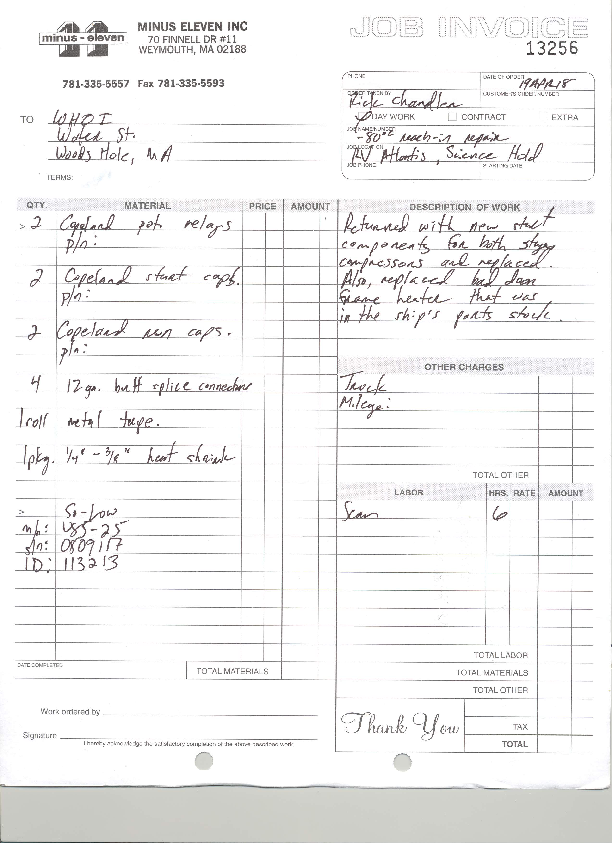 minus - eleven
MINUS ELEVEN INC
70 FINNELL DR #11
WEYMOUTH, MA 02188
JOB INVOICE
13256
781-335-5557 Fax 781-335-5593
PHONE
DATE OF ORDER
19APR18
ORDER TAKEN BY
CUSTOMER'S ORDER NUMBER
Rick Chandler
DAY WORK
CONTRACT
EXTRA
JOB NAME/NUMBER
-80°C reach-in repair
JOB LOCATION
RV Atlantis, Science Hold
JOB PHONE
STARTING DATE
TO
WHOI
Water St.
Woods Hole, MA
TERMS:
QTY. MATERIAL PRICE AMOUNT
2 Copeland pot. relays
p/n:
2 Copeland start caps.
p/n:
2 Copeland run caps.
p/n:
4 12 ga. butt splice connectors
1 roll metal tape.
1 pkg. 1/4" - 3/8" heat shrink
So-Low
m/n: U85-25
s/n: 0809117
ID: 113213
DATE COMPLETED
TOTAL MATERIALS
Work ordered by
Signature
I hereby acknowledge the satisfactory completion of the above described work
DESCRIPTION OF WORK
Returned with new start
components for both stage
compressors and replaced.
Also, replaced bad door
frame heater that was
in the ship's parts stock.
OTHER CHARGES
Truck
Mileage:
TOTAL OTHER
LABOR HRS. RATE AMOUNT
Sean 6
TOTAL LABOR
TOTAL MATERIALS
TOTAL OTHER
Thank You
TAX
TOTAL